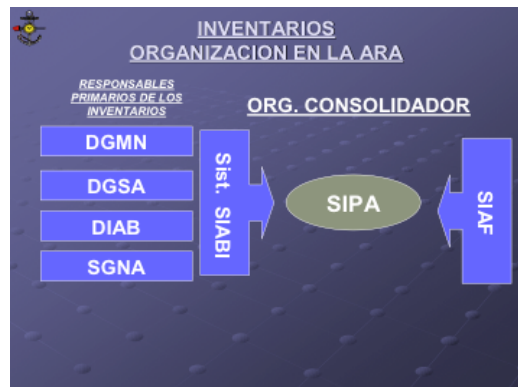 INVENTARIOS
ORGANIZACION EN LA ARA
RESPONSABLES
PRIMARIOS DE LOS
INVENTARIOS
ORG. CONSOLIDADOR
DGMN
DGSA
DIAB
SGNA
Sist. SIABI
SIPA
SIAF